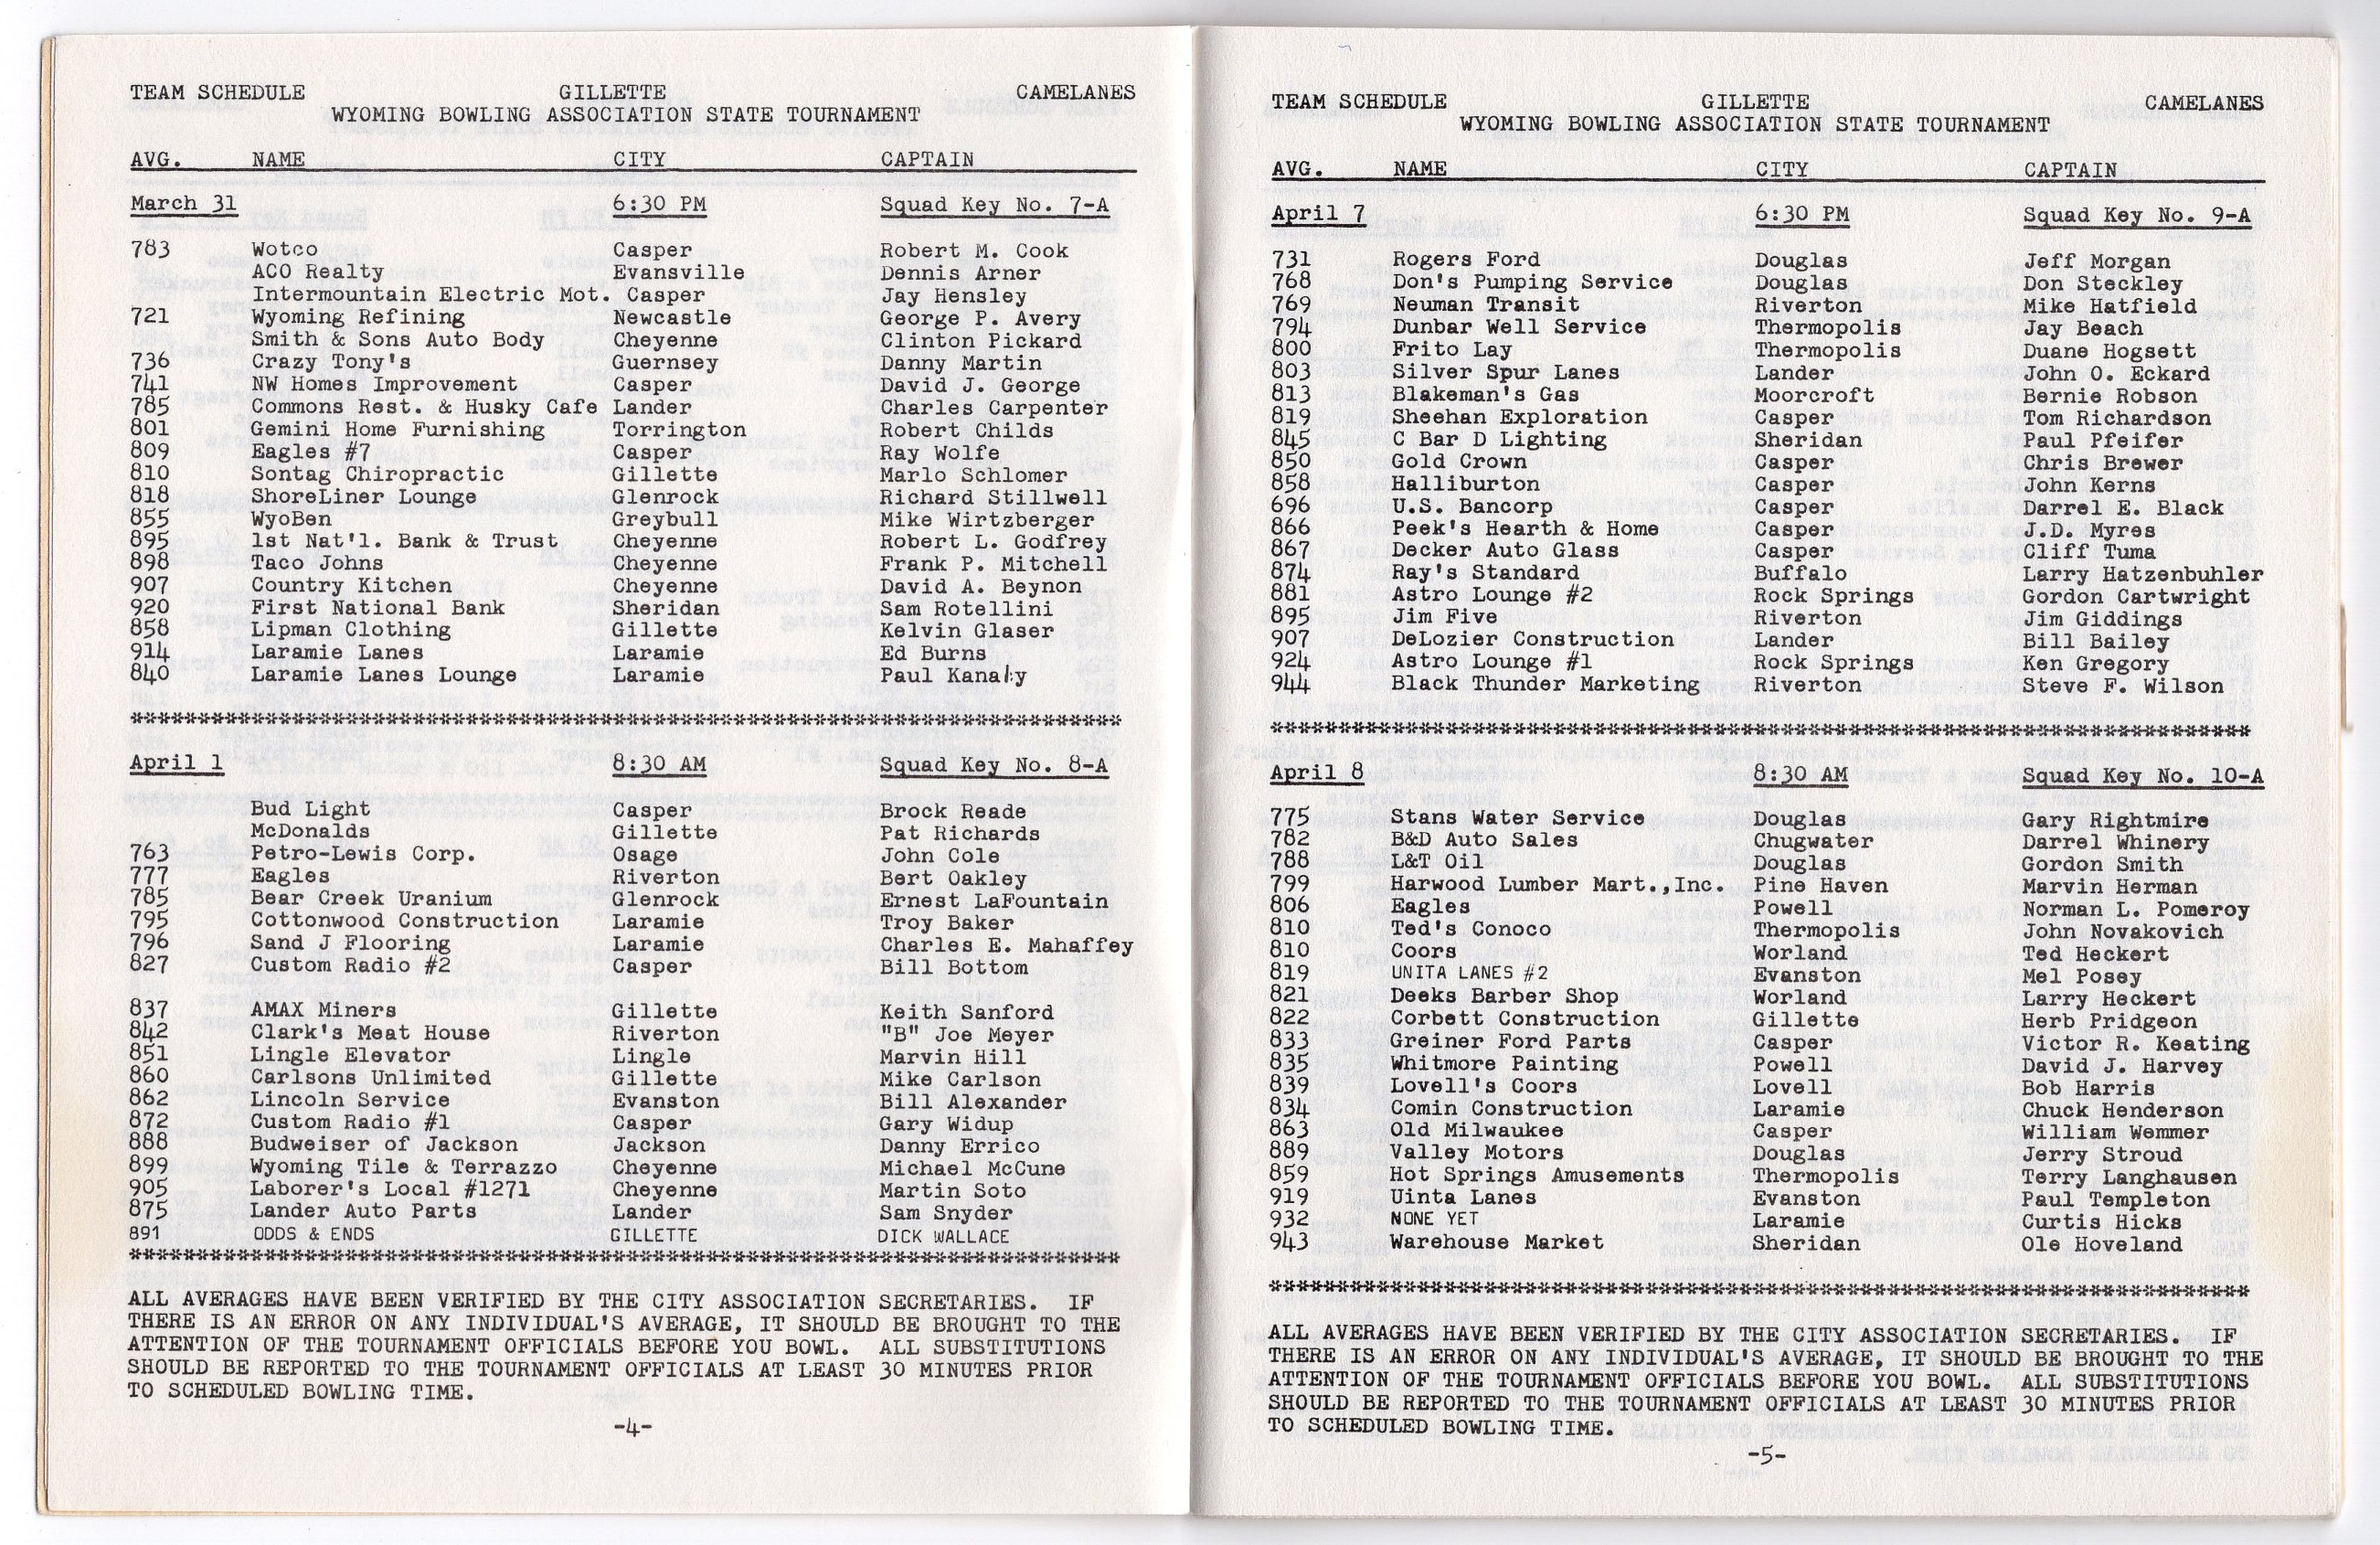 TEAM SCHEDULE GILLETTE CAMELANES
WYOMING BOWLING ASSOCIATION STATE TOURNAMENT
AVG. NAME CITY CAPTAIN
March 31 6:30 PM Squad Key No. 7-A
783 Wotco Casper Robert M. Cook
ACO Realty Evansville Dennis Arner
Intermountain Electric Mot. Casper Jay Hensley
721 Wyoming Refining Newcastle George P. Avery
Smith & Sons Auto Body Cheyenne Clinton Pickard
736 Crazy Tony's Guernsey Danny Martin
741 NW Homes Improvement Casper David J. George
785 Commons Rest. & Husky Cafe Lander Charles Carpenter
801 Gemini Home Furnishing Torrington Robert Childs
809 Eagles #7 Casper Ray Wolfe
810 Sontag Chiropractic Gillette Marlo Schlomer
818 ShoreLiner Lounge Glenrock Richard Stillwell
855 WyoBen Greybull Mike Wirtzberger
895 1st Nat'l. Bank & Trust Cheyenne Robert L. Godfrey
898 Taco Johns Cheyenne Frank P. Mitchell
907 Country Kitchen Cheyenne David A. Beynon
920 First National Bank Sheridan Sam Rotellini
858 Lipman Clothing Gillette Kelvin Glaser
914 Laramie Lanes Laramie Ed Burns
840 Laramie Lanes Lounge Laramie Paul
***************************************************************************
April 1 8:30 AM Squad Key No. 8-A
Bud Light Casper Brock Reade
McDonalds Gillette Pat Richards
763 Petro-Lewis Corp. Osage John Cole
777 Eagles Riverton Bert Oakley
785 Bear Creek Uranium Glenrock Ernest LaFountain
795 Cottonwood Construction Laramie Troy Baker
796 Sand J Flooring Laramie Charles E. Mahaffey
827 Custom Radio #2 Casper Bill Bottom
837 AMAX Miners Gillette Keith Sanford
842 Clark's Meat House Riverton "B" Joe Meyer
851 Lingle Elevator Lingle Marvin Hill
860 Carlsons Unlimited Gillette Mike Carlson
862 Lincoln Service Evanston Bill Alexander
872 Custom Radio #1 Casper Gary Widup
888 Budweiser of Jackson Jackson Danny Errico
899 Wyoming Tile & Terrazzo Cheyenne Michael McCune
905 Laborer's Local #1271 Cheyenne Martin Soto
875 Lander Auto Parts Lander Sam Snyder
891 ODDS & ENDS GILLETTE DICK WALLACE
***************************************************************************
ALL AVERAGES HAVE BEEN VERIFIED BY THE CITY ASSOCIATION SECRETARIES. IF
THERE IS AN ERROR ON ANY INDIVIDUAL'S AVERAGE, IT SHOULD BE BROUGHT TO THE
ATTENTION OF THE TOURNAMENT OFFICIALS BEFORE YOU BOWL. ALL SUBSTITUTIONS
SHOULD BE REPORTED TO THE TOURNAMENT OFFICIALS AT LEAST 30 MINUTES PRIOR
TO SCHEDULED BOWLING TIME.
-4-
TEAM SCHEDULE GILLETTE CAMELANES
WYOMING BOWLING ASSOCIATION STATE TOURNAMENT
AVG. NAME CITY CAPTAIN
April 7 6:30 PM Squad Key No. 9-A
731 Rogers Ford Douglas Jeff Morgan
768 Don's Pumping Service Douglas Don Steckley
769 Neuman Transit Riverton Mike Hatfield
794 Dunbar Well Service Thermopolis Jay Beach
800 Frito Lay Thermopolis Duane Hogsett
803 Silver Spur Lanes Lander John O. Eckard
813 Blakeman's Gas Moorcroft Bernie Robson
819 Sheehan Exploration Casper Tom Richardson
845 C Bar D Lighting Sheridan Paul Pfeifer
850 Gold Crown Casper Chris Brewer
858 Halliburton Casper John Kerns
696 U.S. Bancorp Casper Darrel E. Black
866 Peek's Hearth & Home Casper J.D. Myres
867 Decker Auto Glass Casper Cliff Tuma
874 Ray's Standard Buffalo Larry Hatzenbuhler
881 Astro Lounge #2 Rock Springs Gordon Cartwright
895 Jim Five Riverton Jim Giddings
907 DeLozier Construction Lander Bill Bailey
924 Astro Lounge #1 Rock Springs Ken Gregory
944 Black Thunder Marketing Riverton Steve F. Wilson
***************************************************************************
April 8 8:30 AM Squad Key No. 10-A
775 Stans Water Service Douglas Gary Rightmire
782 B&D Auto Sales Chugwater Darrel Whinery
788 L&T Oil Douglas Gordon Smith
799 Harwood Lumber Mart.,Inc. Pine Haven Marvin Herman
806 Eagles Powell Norman L. Pomeroy
810 Ted's Conoco Thermopolis John Novakovich
810 Coors Worland Ted Heckert
819 UNITA LANES #2 Evanston Mel Posey
821 Deeks Barber Shop Worland Larry Heckert
822 Corbett Construction Gillette Herb Pridgeon
833 Greiner Ford Parts Casper Victor R. Keating
835 Whitmore Painting Powell David J. Harvey
839 Lovell's Coors Lovell Bob Harris
834 Comin Construction Laramie Chuck Henderson
863 Old Milwaukee Casper William Wemmer
889 Valley Motors Douglas Jerry Stroud
859 Hot Springs Amusements Thermopolis Terry Langhausen
919 Uinta Lanes Evanston Paul Templeton
932 NONE YET Laramie Curtis Hicks
943 Warehouse Market Sheridan Ole Hoveland
***************************************************************************
ALL AVERAGES HAVE BEEN VERIFIED BY THE CITY ASSOCIATION SECRETARIES. IF
THERE IS AN ERROR ON ANY INDIVIDUAL'S AVERAGE, IT SHOULD BE BROUGHT TO THE
ATTENTION OF THE TOURNAMENT OFFICIALS BEFORE YOU BOWL. ALL SUBSTITUTIONS
SHOULD BE REPORTED TO THE TOURNAMENT OFFICIALS AT LEAST 30 MINUTES PRIOR
TO SCHEDULED BOWLING TIME.
-5-